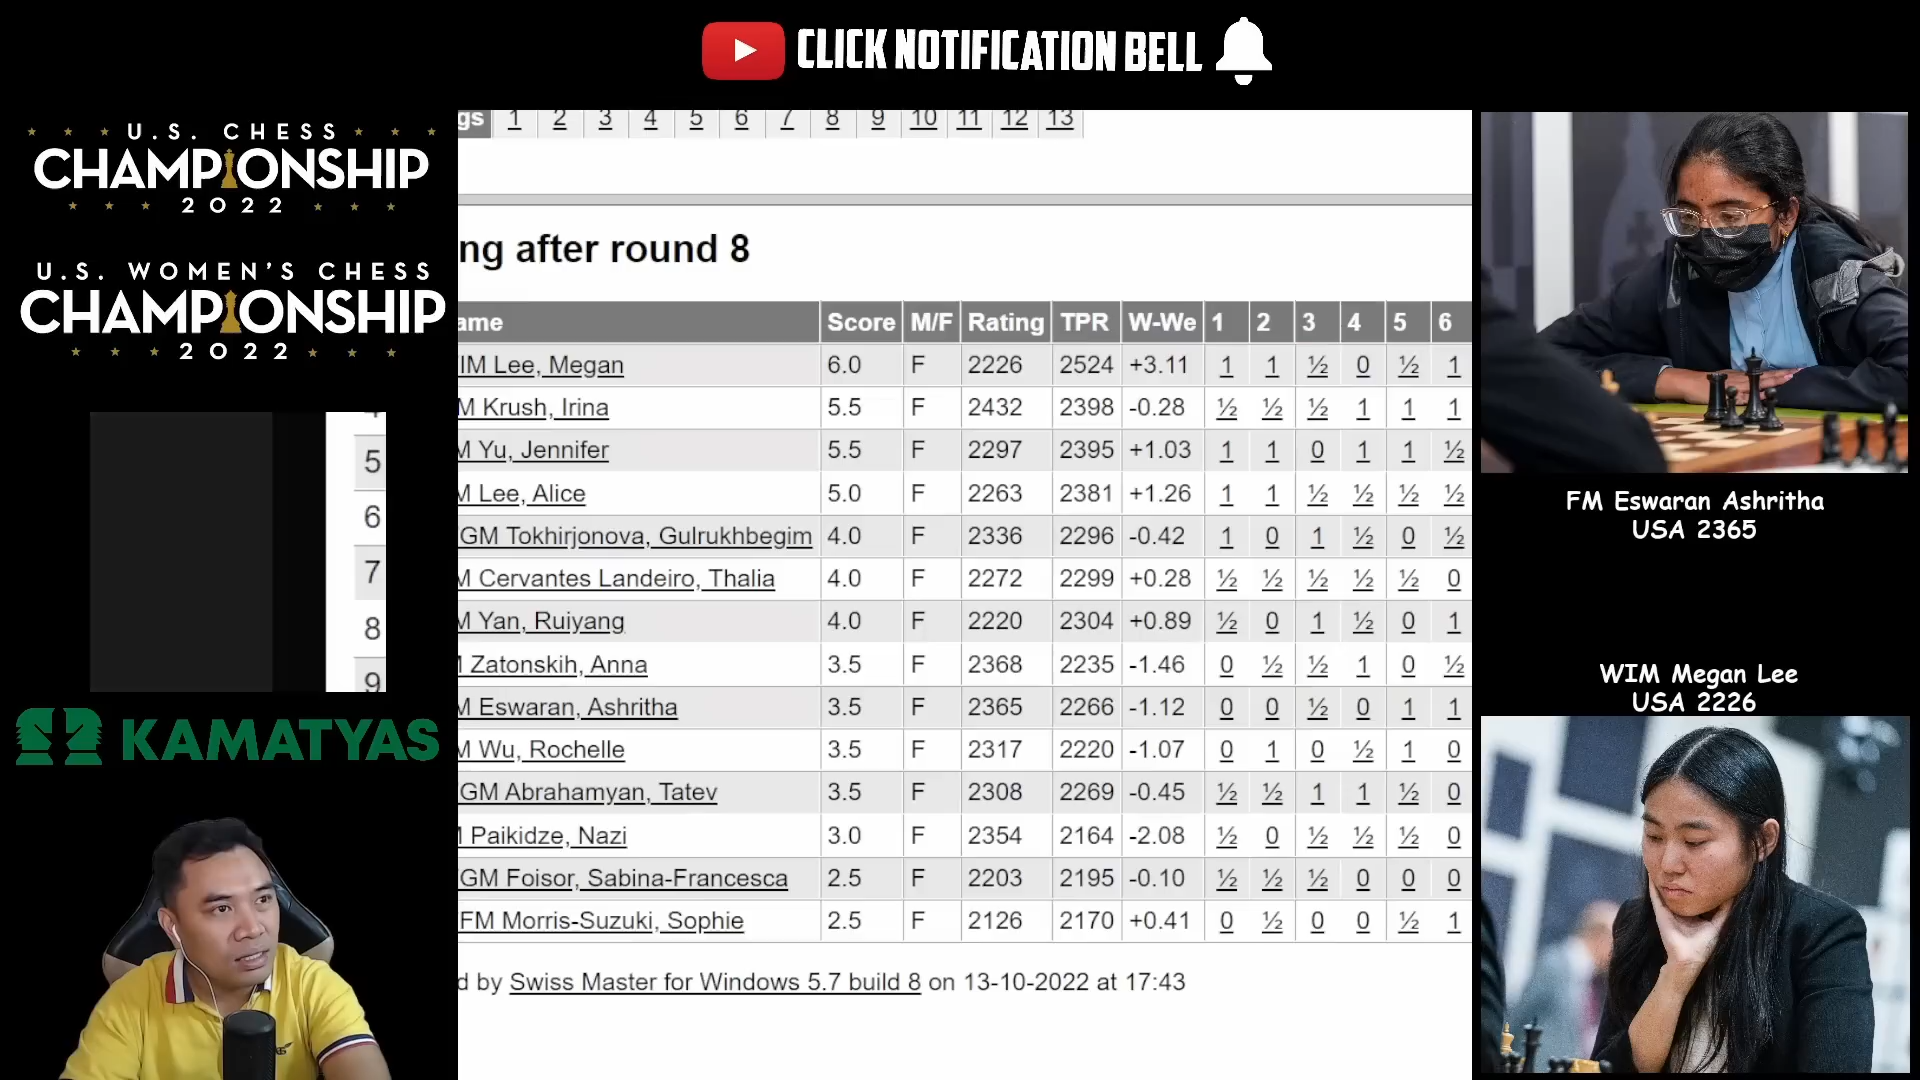 CLICK NOTIFICATION BELL
U.S. CHESS
CHAMPIONSHIP
2022
U.S. WOMEN'S CHESS
CHAMPIONSHIP
2022
5
6
7
8
9
KAMATYAS
gs 1 2 3 4 5 6 7 8 9 10 11 12 13
ng after round 8
ame Score M/F Rating TPR W-We 1 2 3 4 5 6
IM Lee, Megan 6.0 F 2226 2524 +3.11 1 1 ½ 0 ½ 1
M Krush, Irina 5.5 F 2432 2398 -0.28 ½ ½ ½ 1 1 1
M Yu, Jennifer 5.5 F 2297 2395 +1.03 1 1 0 1 1 ½
M Lee, Alice 5.0 F 2263 2381 +1.26 1 1 ½ ½ ½ ½
GM Tokhirjonova, Gulrukhbegim 4.0 F 2336 2296 -0.42 1 0 1 ½ 0 ½
M Cervantes Landeiro, Thalia 4.0 F 2272 2299 +0.28 ½ ½ ½ ½ ½ 0
M Yan, Ruiyang 4.0 F 2220 2304 +0.89 ½ 0 1 ½ 0 1
Zatonskih, Anna 3.5 F 2368 2235 -1.46 0 ½ ½ 1 0 ½
M Eswaran, Ashritha 3.5 F 2365 2266 -1.12 0 0 ½ 0 1 1
M Wu, Rochelle 3.5 F 2317 2220 -1.07 0 1 0 ½ 1 0
GM Abrahamyan, Tatev 3.5 F 2308 2269 -0.45 ½ ½ 1 1 ½ 0
Paikidze, Nazi 3.0 F 2354 2164 -2.08 ½ 0 ½ ½ ½ 0
GM Foisor, Sabina-Francesca 2.5 F 2203 2195 -0.10 ½ ½ ½ 0 0 0
FM Morris-Suzuki, Sophie 2.5 F 2126 2170 +0.41 0 ½ 0 0 ½ 1
d by Swiss Master for Windows 5.7 build 8 on 13-10-2022 at 17:43
FM Eswaran Ashritha
USA 2365
WIM Megan Lee
USA 2226